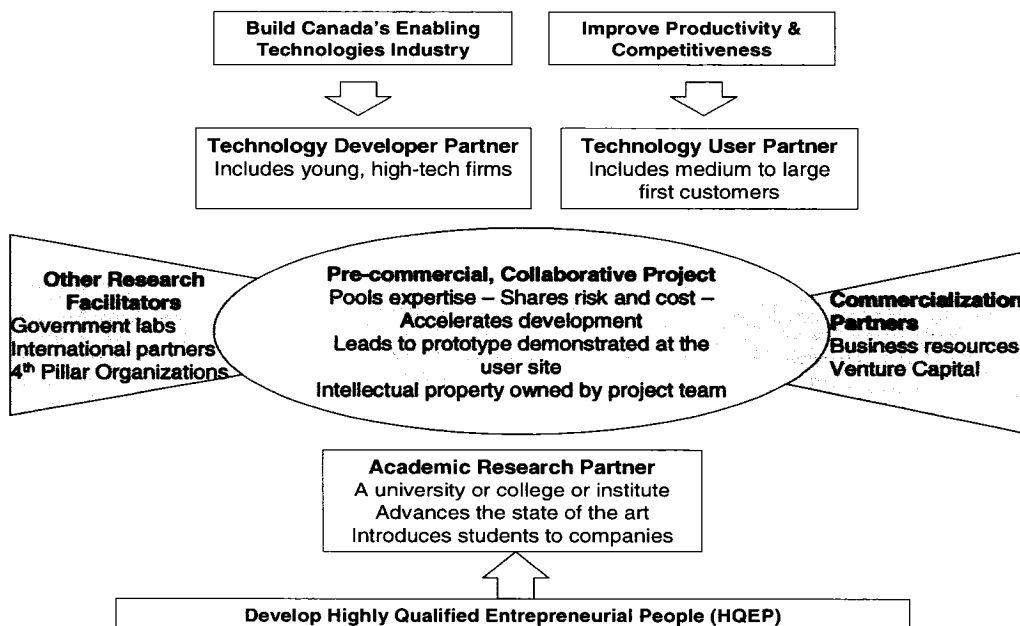 Build Canada's Enabling
Technologies Industry
Improve Productivity &
Competitiveness
Technology Developer Partner
Includes young, high-tech firms
Technology User Partner
Includes medium to large
first customers
Other Research
Facilitators
Government labs
International partners
4th Pillar Organizations
Pre-commercial, Collaborative Project
Pools expertise – Shares risk and cost –
Accelerates development
Leads to prototype demonstrated at the
user site
Intellectual property owned by project team
Commercialization
Partners
Business resources
Venture Capital
Academic Research Partner
A university or college or institute
Advances the state of the art
Introduces students to companies
Develop Highly Qualified Entrepreneurial People (HQEP)